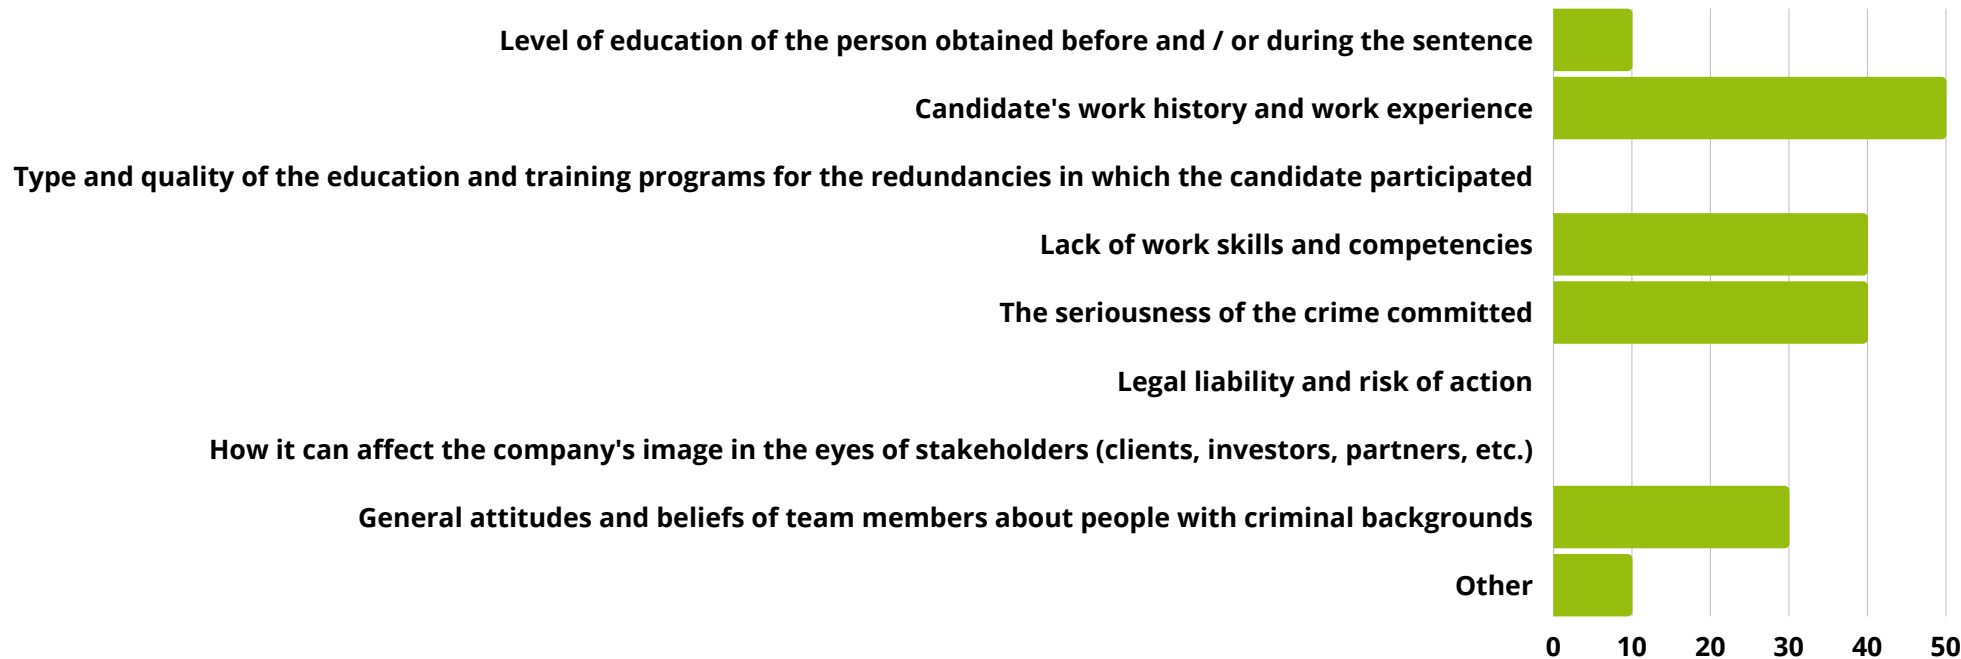 Level of education of the person obtained before and / or during the sentence
Candidate's work history and work experience
Type and quality of the education and training programs for the redundancies in which the candidate participated
Lack of work skills and competencies
The seriousness of the crime committed
Legal liability and risk of action
How it can affect the company's image in the eyes of stakeholders (clients, investors, partners, etc.)
General attitudes and beliefs of team members about people with criminal backgrounds
Other
0 10 20 30 40 50